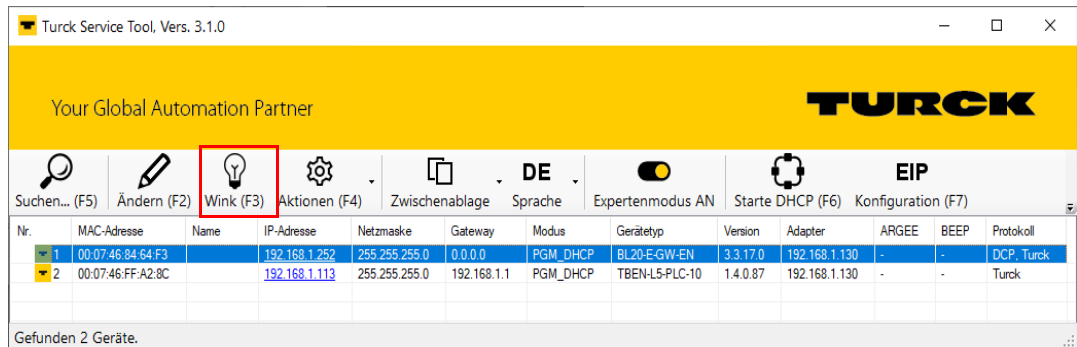 Turck Service Tool, Vers. 3.1.0
Your Global Automation Partner
TURCK
DE EIP
Suchen... (F5) Ändern (F2) Wink (F3) Aktionen (F4) Zwischenablage Sprache Expertenmodus AN Starte DHCP (F6) Konfiguration (F7)
Nr. MAC-Adresse Name IP-Adresse Netzmaske Gateway Modus Gerätetyp Version Adapter ARGEE BEEP Protokoll
1 00:07:46:84:64:F3 192.168.1.252 255.255.255.0 0.0.0.0 PGM_DHCP BL20-E-GW-EN 3.3.17.0 192.168.1.130 - - DCP, Turck
2 00:07:46:FF:A2:8C 192.168.1.113 255.255.255.0 192.168.1.1 PGM_DHCP TBEN-L5-PLC-10 1.4.0.87 192.168.1.130 - - Turck
Gefunden 2 Geräte.